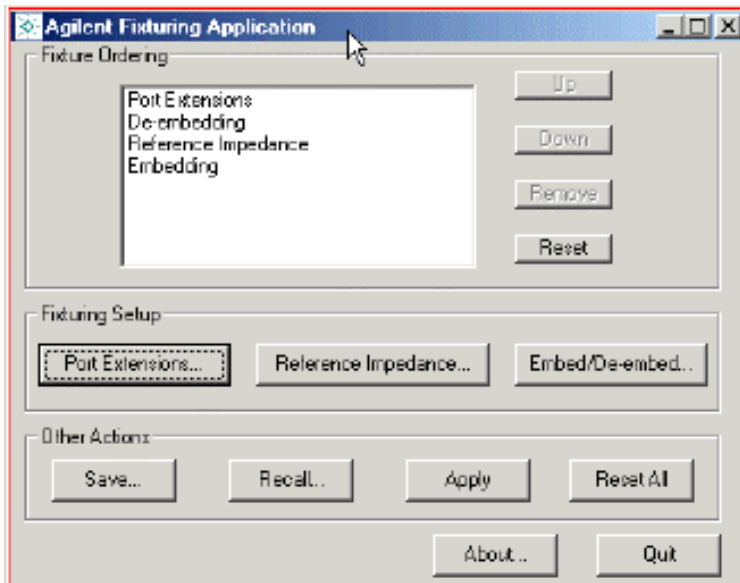 Agilent Fixturing Application
Fixture Ordering
Port Extensions
De-embedding
Reference Impedance
Embedding
Up
Down
Remove
Reset
Fixturing Setup
Port Extensions...
Reference Impedance...
Embed/De-embed...
Other Actions
Save...
Recall...
Apply
Reset All
About...
Quit